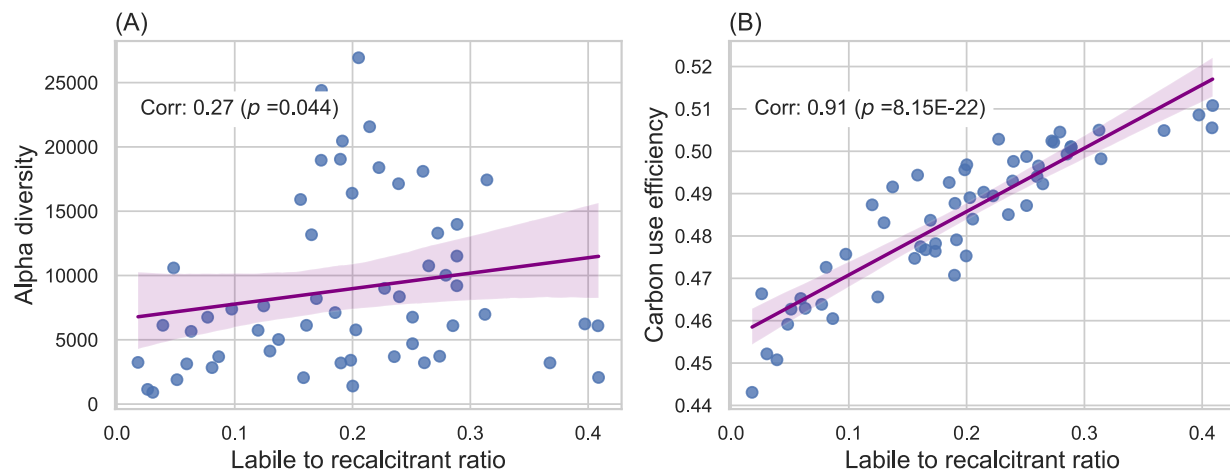 (A)
Corr: 0.27 (p =0.044)
Alpha diversity
25000
20000
15000
10000
5000
0
0.0 0.1 0.2 0.3 0.4
Labile to recalcitrant ratio
(B)
Corr: 0.91 (p =8.15E-22)
Carbon use efficiency
0.52
0.51
0.50
0.49
0.48
0.47
0.46
0.45
0.44
0.0 0.1 0.2 0.3 0.4
Labile to recalcitrant ratio